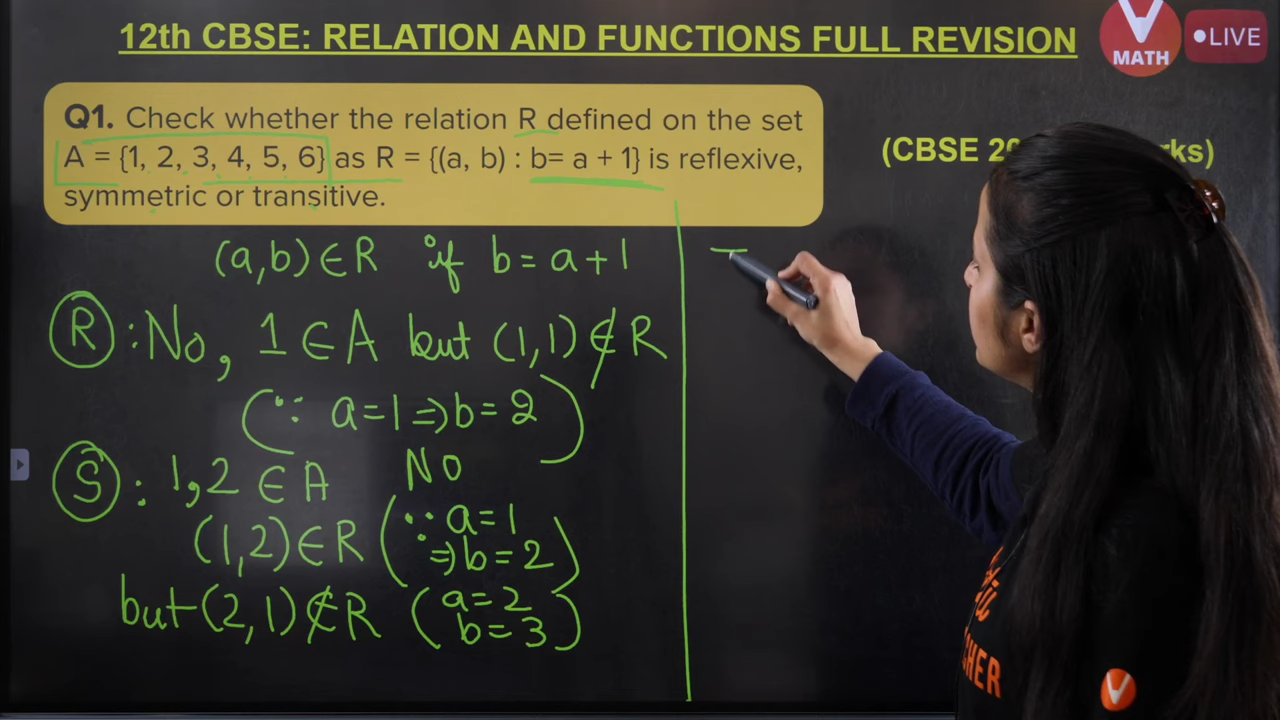 12th CBSE: RELATION AND FUNCTIONS FULL REVISION
MATH
LIVE
Q1. Check whether the relation R defined on the set
A = {1, 2, 3, 4, 5, 6} as R = {(a, b) : b= a + 1} is reflexive,
symmetric or transitive.
(CBSE
(a,b)∈R if b = a+1
R : No, 1 ∈ A but (1,1) ∉ R
(∵ a=1 ⇒ b=2)
S : 1,2 ∈ A NO
(1,2) ∈ R (∵ a=1
⇒ b=2)
but (2,1) ∉ R (a=2
b=3)